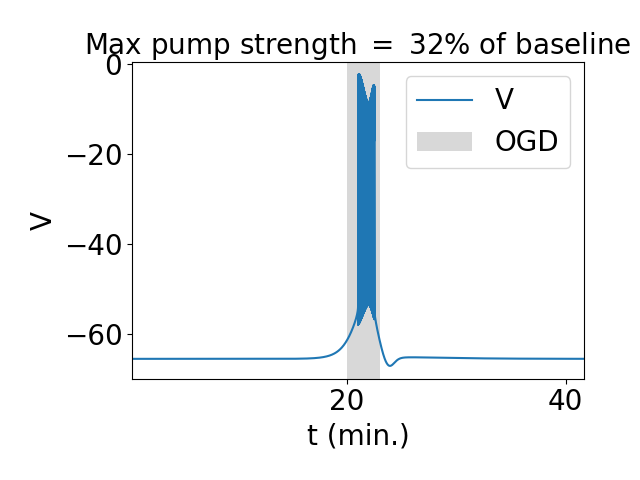 Max pump strength = 32% of baseline
V
OGD
0
−20
−40
−60
V
20
40
t (min.)